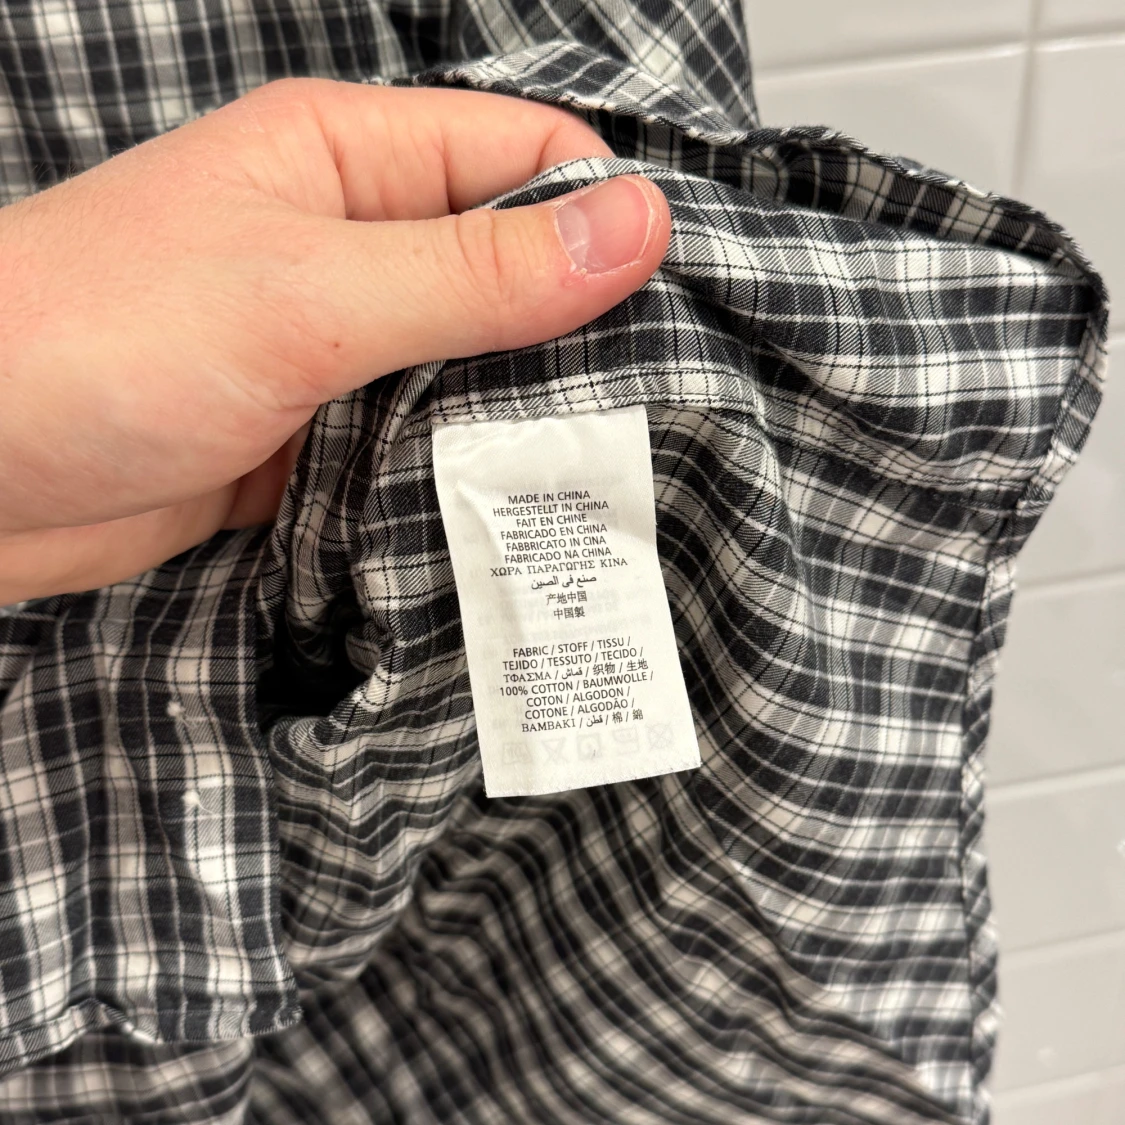 MADE IN CHINA
HERGESTELLT IN CHINA
FAIT EN CHINE
FABRICADO EN CHINA
FABBRICATO IN CINA
FABRICADO NA CHINA
ΧΩΡΑ ΠΑΡΑΓΩΓΗΣ ΚΙΝΑ
صنع في الصين
产地中国
中国製
FABRIC / STOFF / TISSU /
TEJIDO / TESSUTO / TECIDO /
ΤΦΑΣΜΑ / قماش / 织物 / 生地
100% COTTON / BAUMWOLLE /
COTON / ALGODON /
COTONE / ALGODÃO /
ΒΑΜΒΑΚΙ / قطن / 棉 / 綿